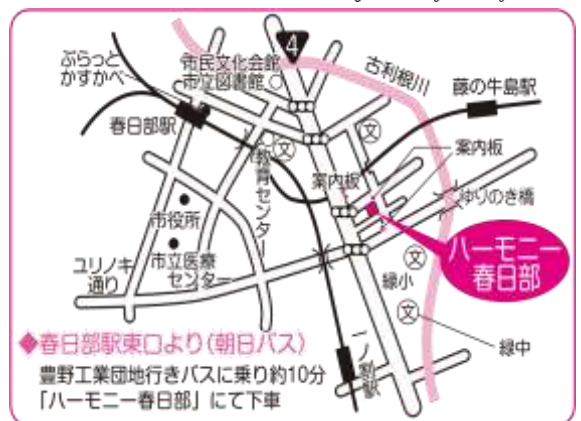 4
市民文化会館
市立図書館
ぷらっと
かすかべ
古利根川
藤の牛島駅
春日部駅
文
文
案内板
教育センター
案内板
ゆりのき橋
市役所
ハーモニー
春日部
ユリノキ
通り
市立医療
センター
文
緑小
文
緑中
一ノ割駅
◆春日部駅東口より(朝日バス)
豊野工業団地行きバスに乗り約10分
「ハーモニー春日部」にて下車